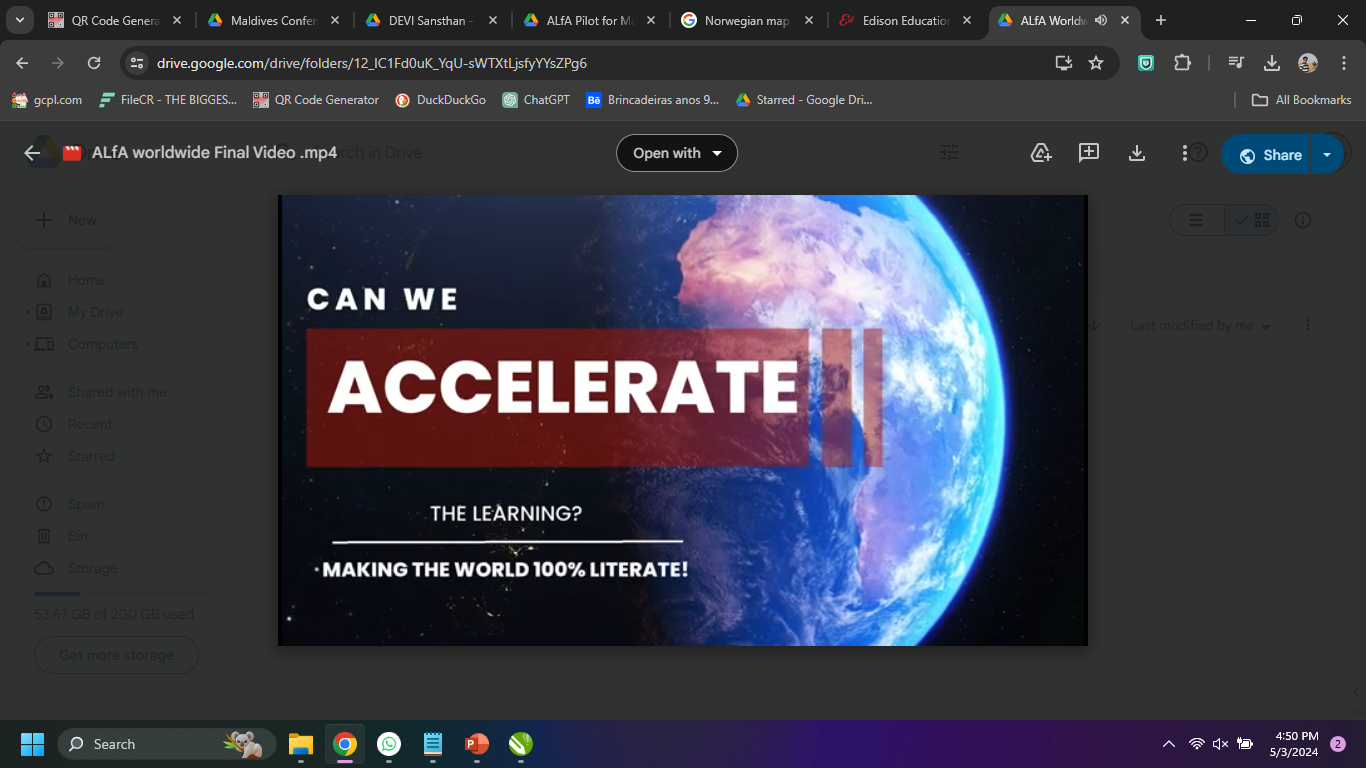 QR Code Genera
Maldives Confer
DEVI Sansthan -
ALfA Pilot for Ma
Norwegian map
Edison Education
ALfA Worldw
drive.google.com/drive/folders/12_IC1Fd0uK_YqU-sWTXtLjsfyYYsZPg6
gcpl.com
FileCR - THE BIGGES...
QR Code Generator
DuckDuckGo
ChatGPT
Bē Brincadeiras anos 9...
Starred - Google Dri...
All Bookmarks
ALfA worldwide Final Video .mp4
Search in Drive
Open with
Share
New
Home
My Drive
Computers
Shared with me
Recent
Starred
Spam
Bin
Storage
53.67 GB of 200 GB used
Get more storage
Last modified by me
CAN WE
ACCELERATE
THE LEARNING?
MAKING THE WORLD 100% LITERATE!
Search
4:50 PM
5/3/2024
2